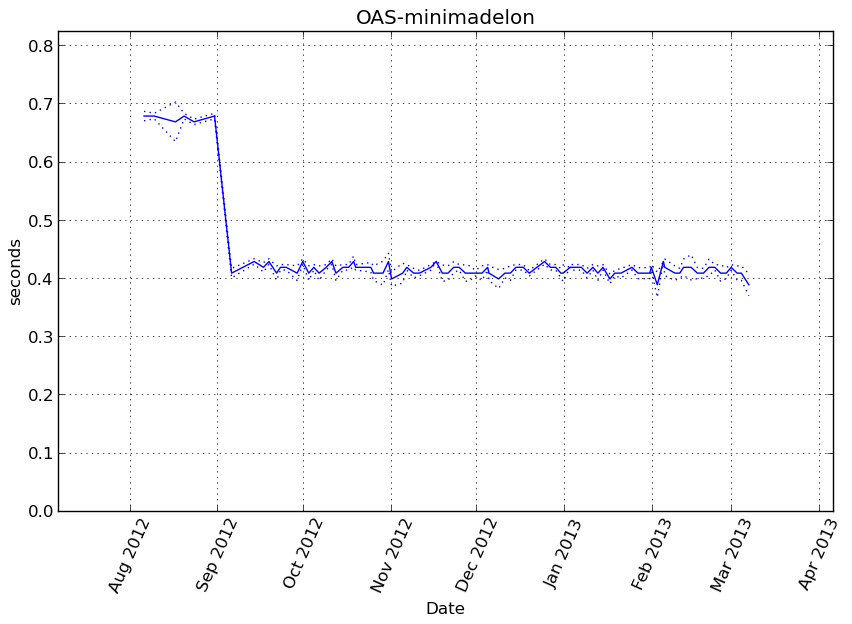 OAS-minimadelon
0.8
0.7
0.6
0.5
0.4
0.3
0.2
0.1
0.0
seconds
Aug 2012
Sep 2012
Oct 2012
Nov 2012
Dec 2012
Jan 2013
Feb 2013
Mar 2013
Apr 2013
Date